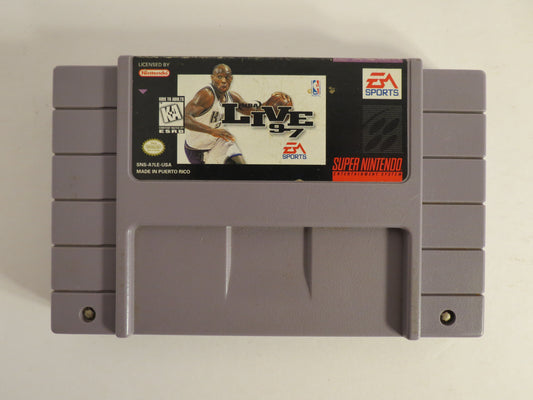 LICENSED BY
Nintendo
KIDS TO ADULTS
K-A
ESRB
SNS-A7LE-USA
MADE IN PUERTO RICO
NBA
LIVE
97
EA
SPORTS
NBA
EA
SPORTS
SUPER NINTENDO
ENTERTAINMENT SYSTEM